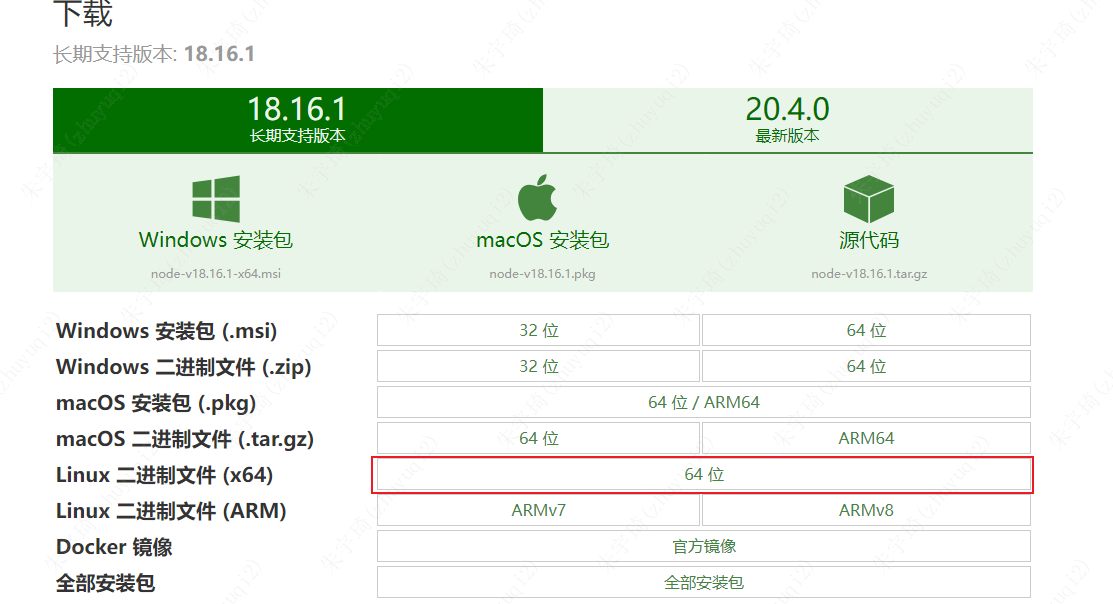 下载
长期支持版本: 18.16.1
18.16.1
长期支持版本
20.4.0
最新版本
Windows 安装包
node-v18.16.1-x64.msi
macOS 安装包
node-v18.16.1.pkg
源代码
node-v18.16.1.tar.gz
Windows 安装包 (.msi) 32 位 64 位
Windows 二进制文件 (.zip) 32 位 64 位
macOS 安装包 (.pkg) 64 位 / ARM64
macOS 二进制文件 (.tar.gz) 64 位 ARM64
Linux 二进制文件 (x64) 64 位
Linux 二进制文件 (ARM) ARMv7 ARMv8
Docker 镜像 官方镜像
全部安装包 全部安装包